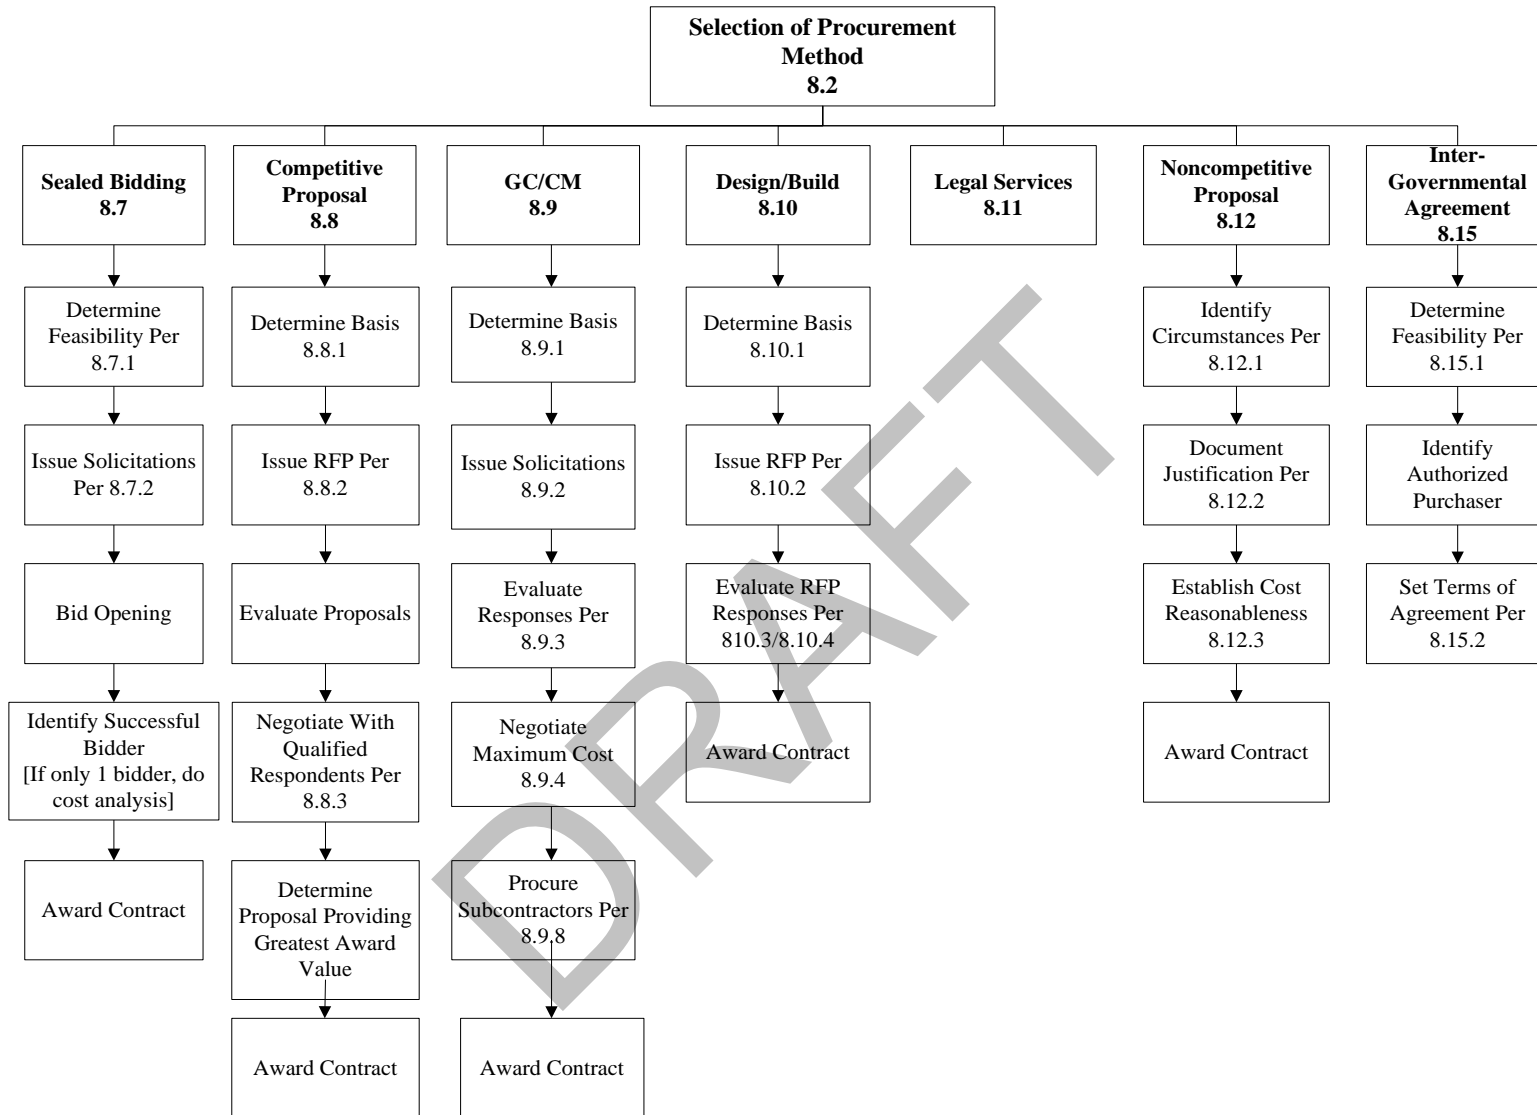 Selection of Procurement
Method
8.2
Sealed Bidding
8.7
Competitive
Proposal
8.8
GC/CM
8.9
Design/Build
8.10
Legal Services
8.11
Noncompetitive
Proposal
8.12
Inter-
Governmental
Agreement
8.15
Determine
Feasibility Per
8.7.1
Determine Basis
8.8.1
Determine Basis
8.9.1
Determine Basis
8.10.1
Identify
Circumstances Per
8.12.1
Determine
Feasibility Per
8.15.1
Issue Solicitations
Per 8.7.2
Issue RFP Per
8.8.2
Issue Solicitations
8.9.2
Issue RFP Per
8.10.2
Document
Justification Per
8.12.2
Identify
Authorized
Purchaser
Bid Opening
Evaluate Proposals
Evaluate
Responses Per
8.9.3
Evaluate RFP
Responses Per
810.3/8.10.4
Establish Cost
Reasonableness
8.12.3
Set Terms of
Agreement Per
8.15.2
Identify Successful
Bidder
[If only 1 bidder, do
cost analysis]
Negotiate With
Qualified
Respondents Per
8.8.3
Negotiate
Maximum Cost
8.9.4
Award Contract
Award Contract
Award Contract
Determine
Proposal Providing
Greatest Award
Value
Procure
Subcontractors Per
8.9.8
Award Contract
Award Contract
DRAFT